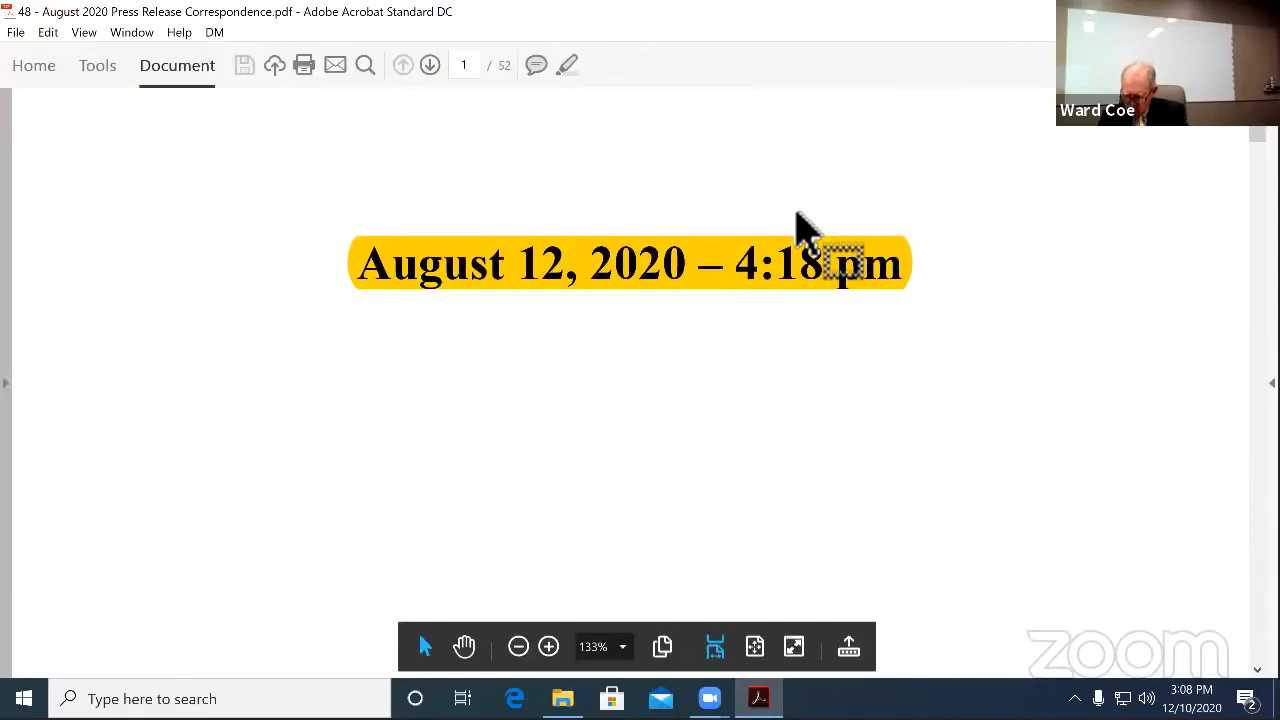 48 - August 2020 Press Release Correspondence.pdf - Adobe Acrobat Standard DC
File Edit View Window Help DM
Home Tools Document 1 / 52
Ward Coe
August 12, 2020 – 4:18 pm
133%
zoom
Type here to search
3:08 PM
12/10/2020
2